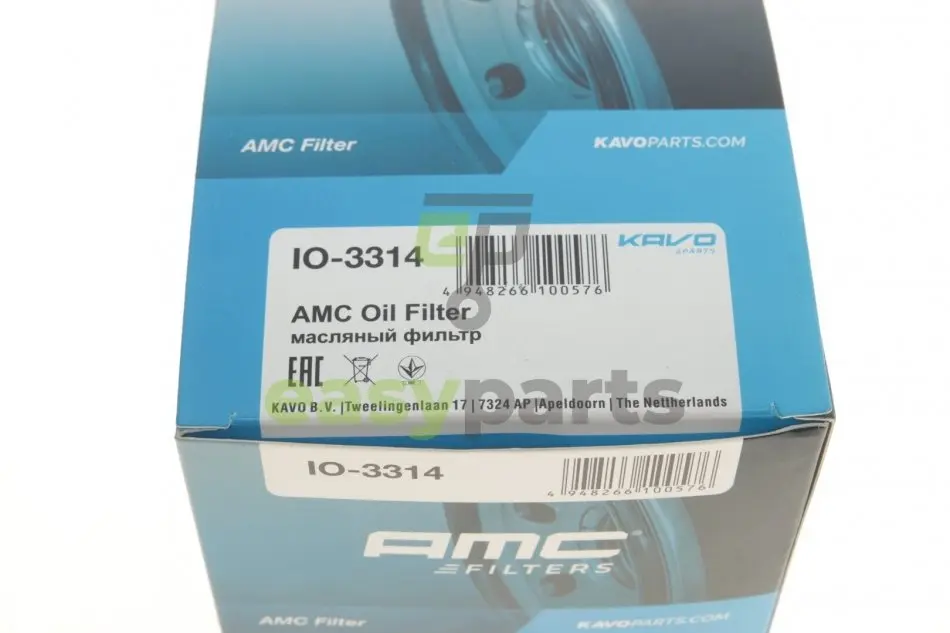 AMC Filter
KAVOPARTS.COM
IO-3314
KAVO
PARTS
4 948266 100576
AMC Oil Filter
масляный фильтр
EAC
easyparts
KAVO B.V. |Tweelingenlaan 17 | 7324 AP |Apeldoorn | The Netherlands
IO-3314
4 948266 100576
AMC
FILTERS
AMC Filter
KAVOPARTS.COM